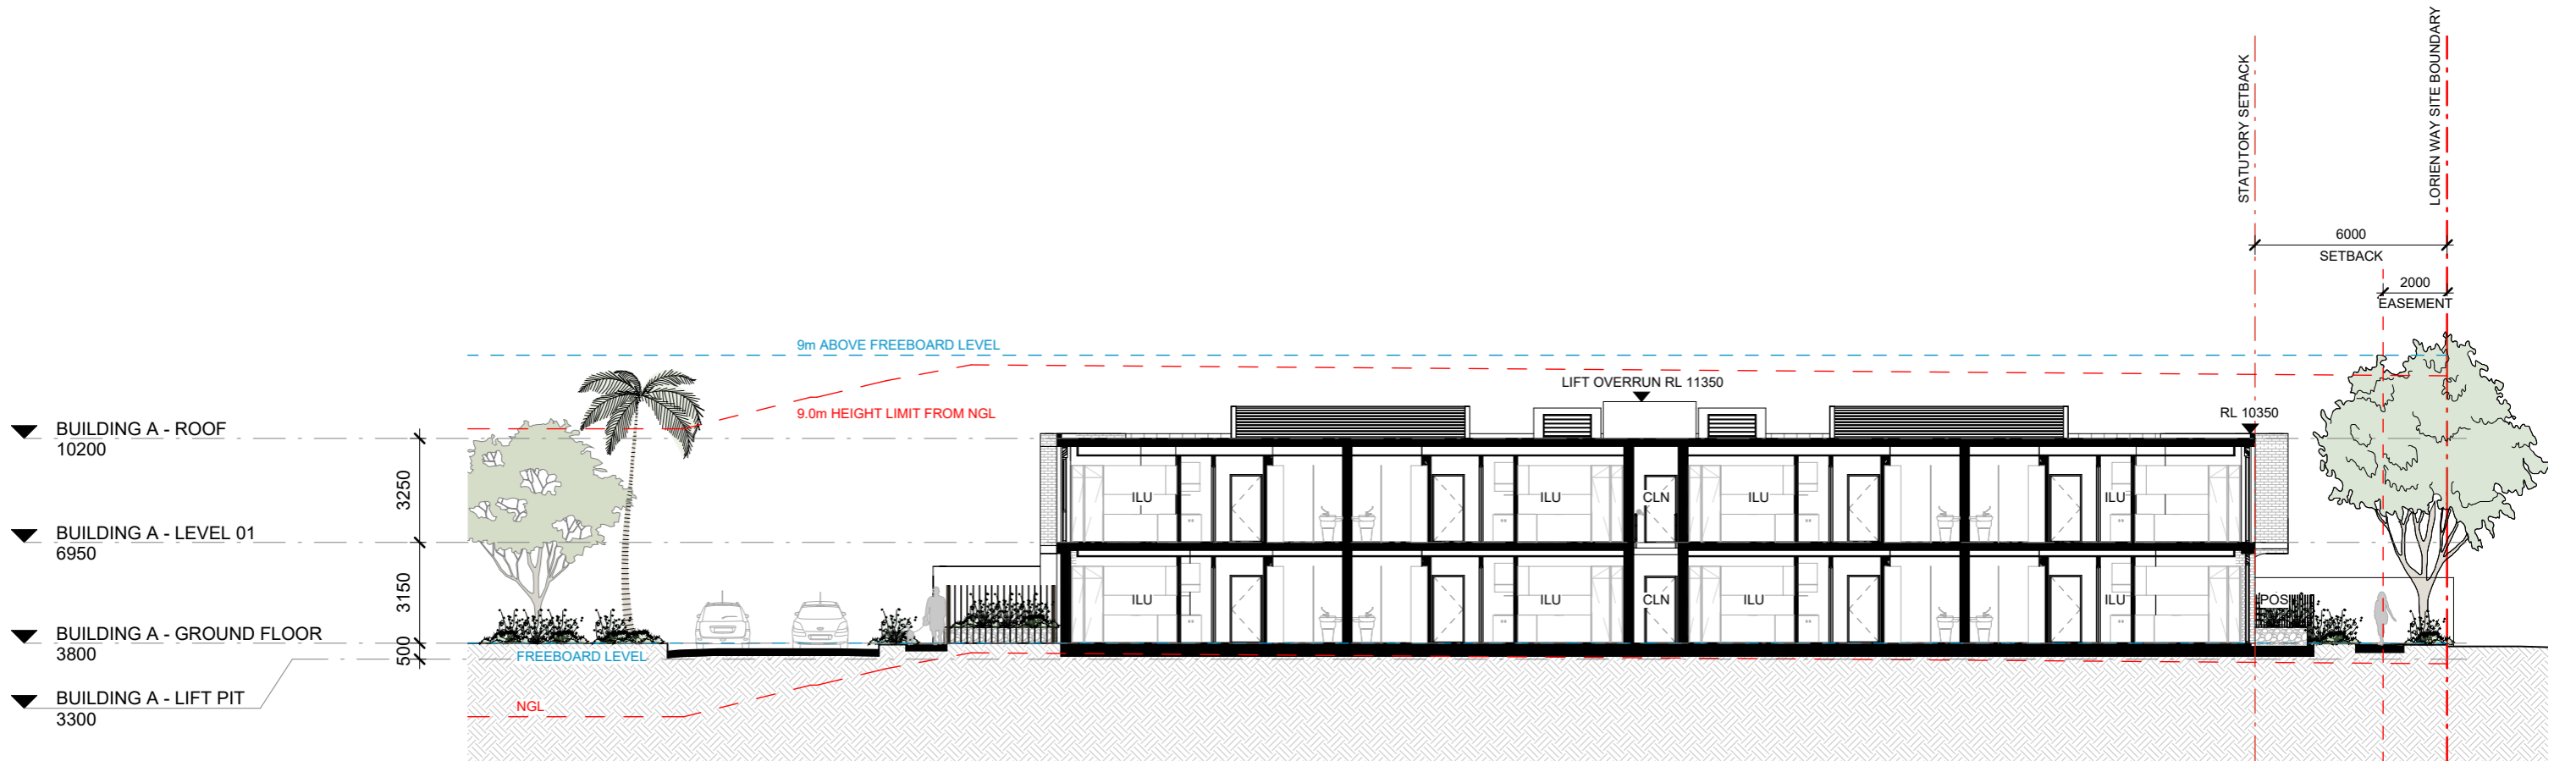 STATUTORY SETBACK
LORIEN WAY SITE BOUNDARY
6000
SETBACK
2000
EASEMENT
9m ABOVE FREEBOARD LEVEL
9.0m HEIGHT LIMIT FROM NGL
LIFT OVERRUN RL 11350
RL 10350
BUILDING A - ROOF
10200
3250
ILU
ILU
CLN
ILU
ILU
BUILDING A - LEVEL 01
6950
3150
ILU
ILU
CLN
ILU
ILU
POS
BUILDING A - GROUND FLOOR
3800
500
FREEBOARD LEVEL
BUILDING A - LIFT PIT
3300
NGL